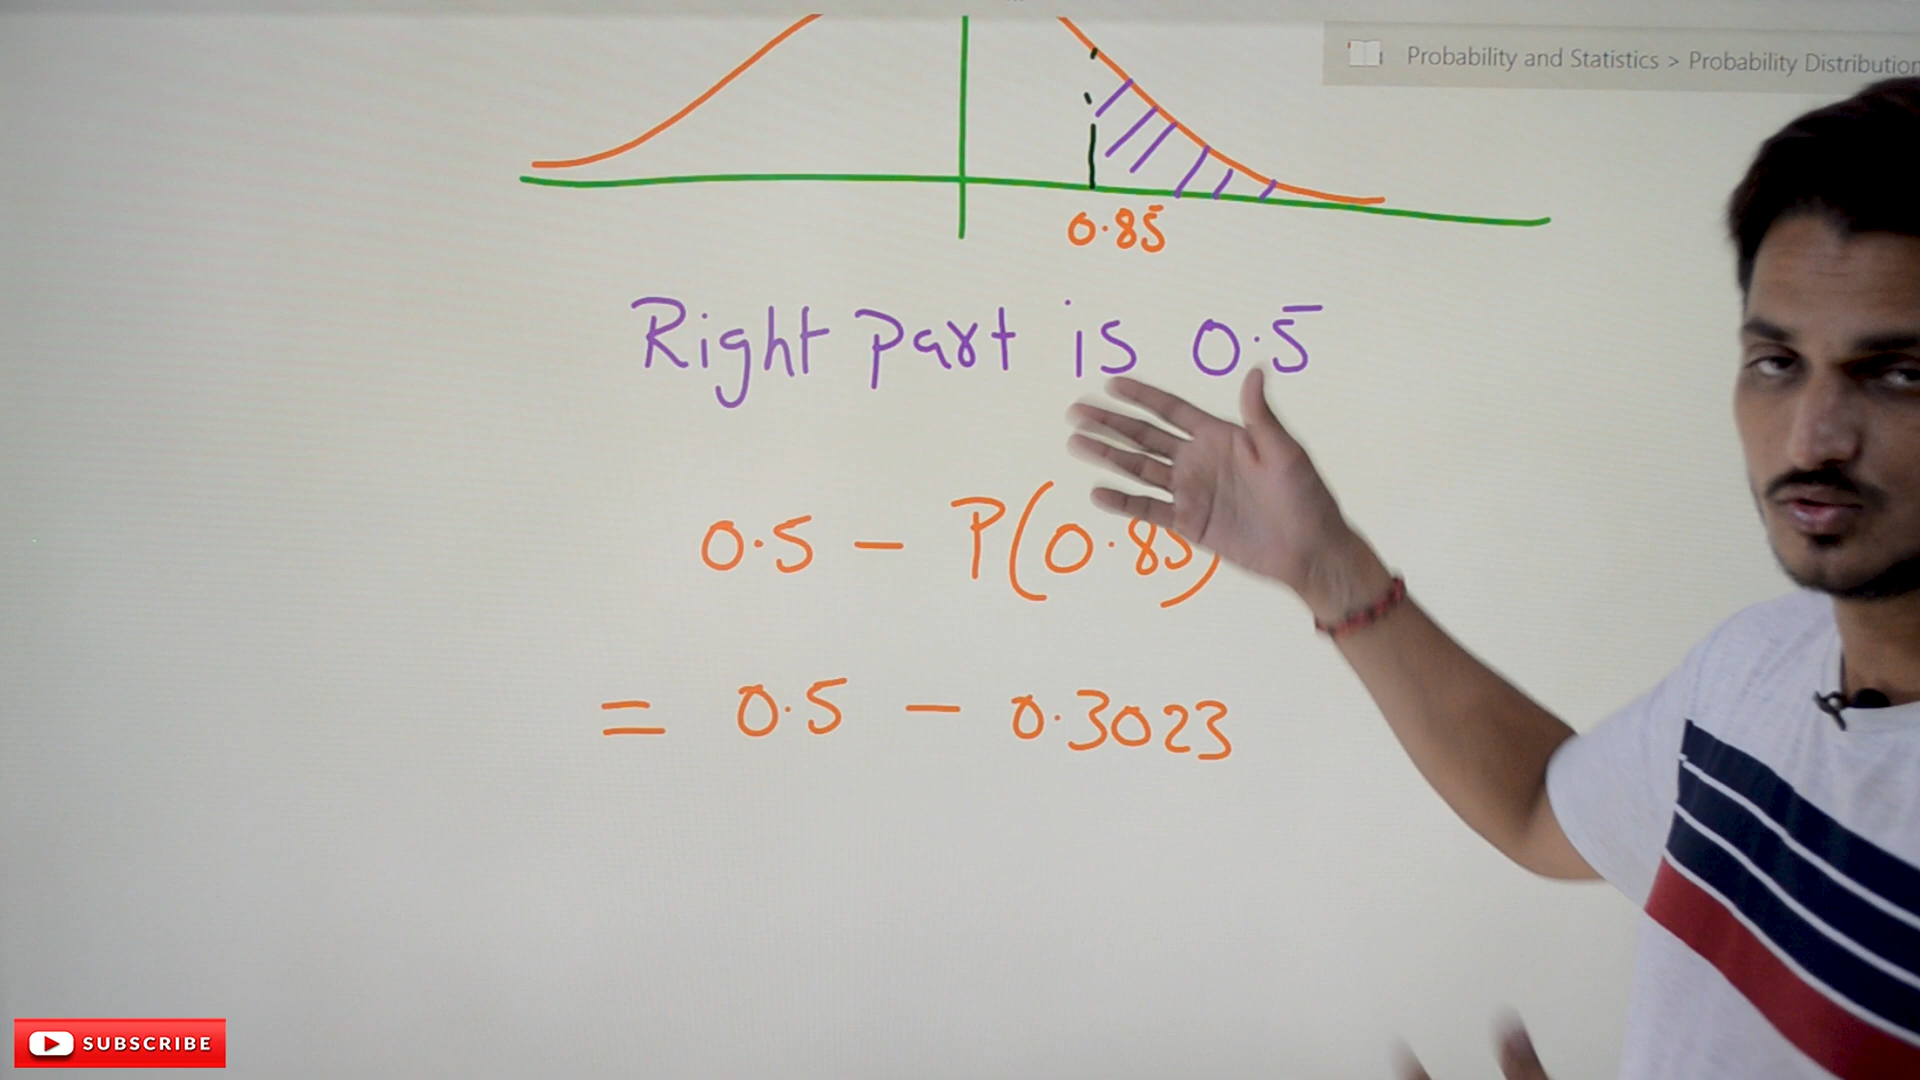 Probability and Statistics > Probability Distribution
0.85
Right part is 0.5
0.5 - P(0.85)
= 0.5 - 0.3023
SUBSCRIBE